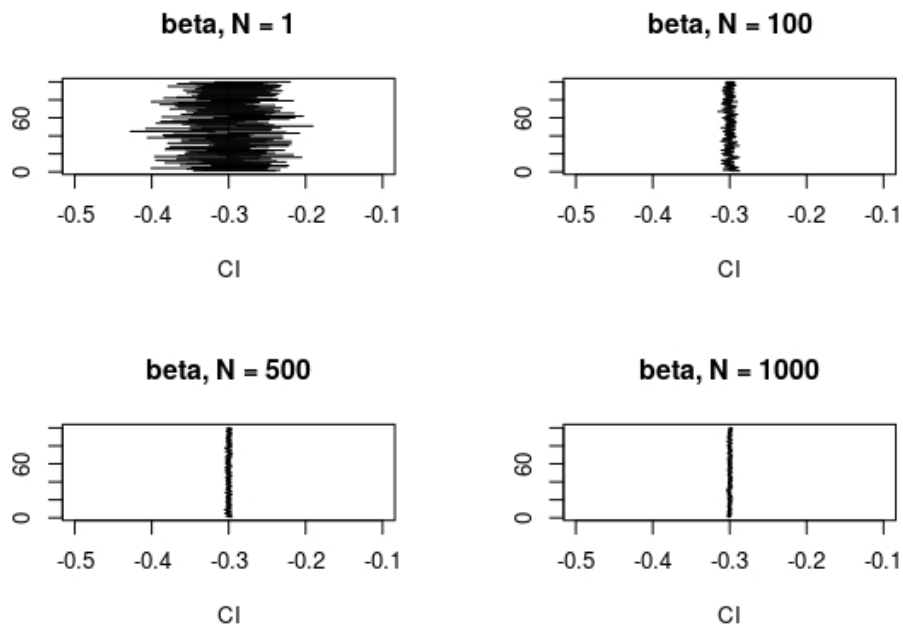 beta, N = 1
60
0
-0.5 -0.4 -0.3 -0.2 -0.1
CI
beta, N = 100
60
0
-0.5 -0.4 -0.3 -0.2 -0.1
CI
beta, N = 500
60
0
-0.5 -0.4 -0.3 -0.2 -0.1
CI
beta, N = 1000
60
0
-0.5 -0.4 -0.3 -0.2 -0.1
CI